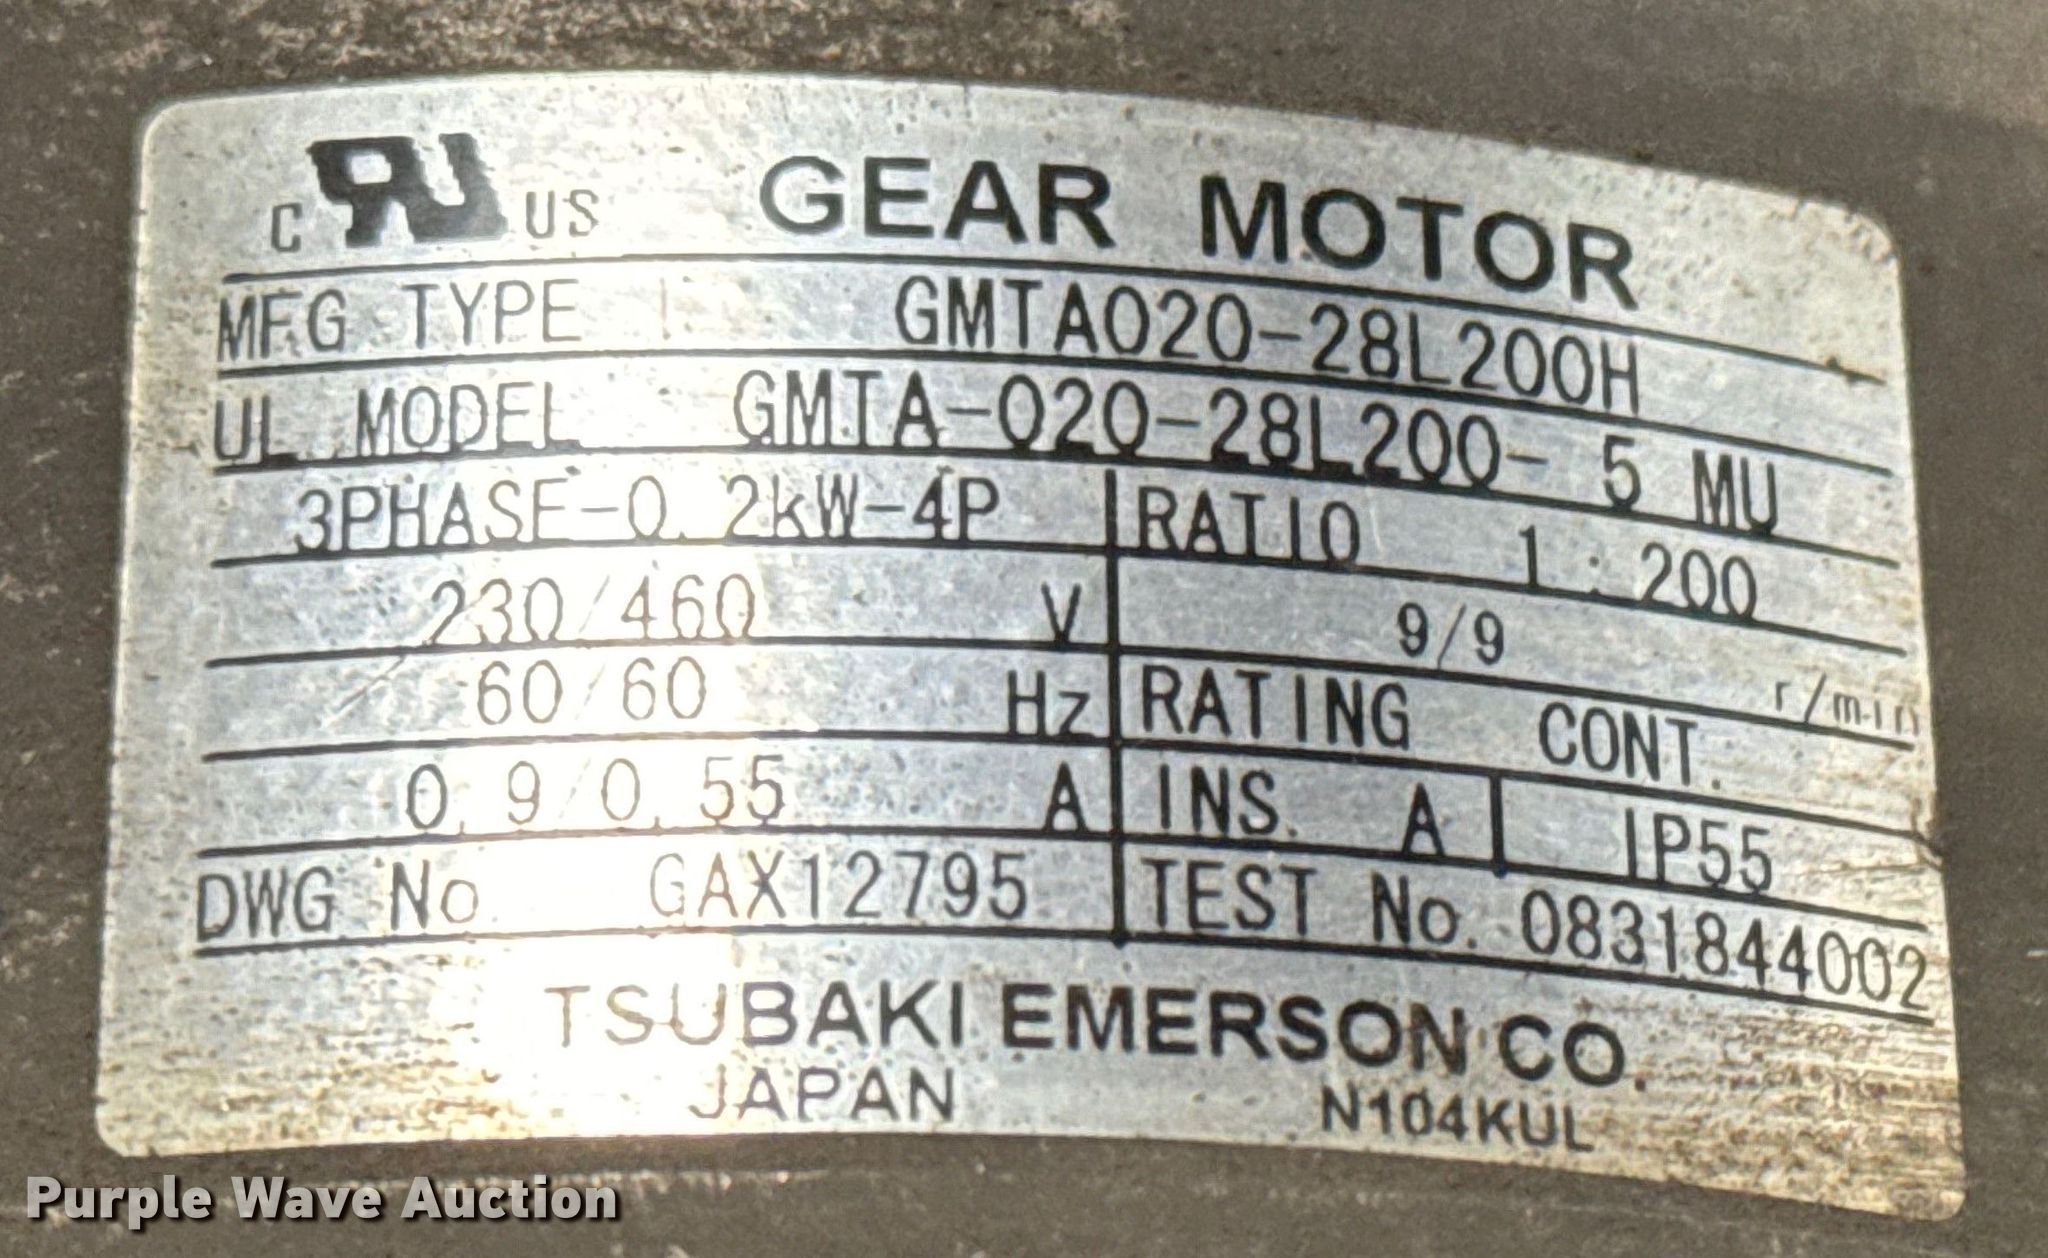 c RU US GEAR MOTOR
MFG TYPE GMTA020-28L200H
UL MODEL GMTA-020-28L200- 5 MU
3PHASE-0.2kW-4P RATIO 1:200
230/460 V 9/9 r/min
60/60 Hz RATING CONT.
0.9/0.55 A INS. A IP55
DWG No. GAX12795 TEST No. 0831844002
TSUBAKI EMERSON CO.
JAPAN N104KUL
Purple Wave Auction